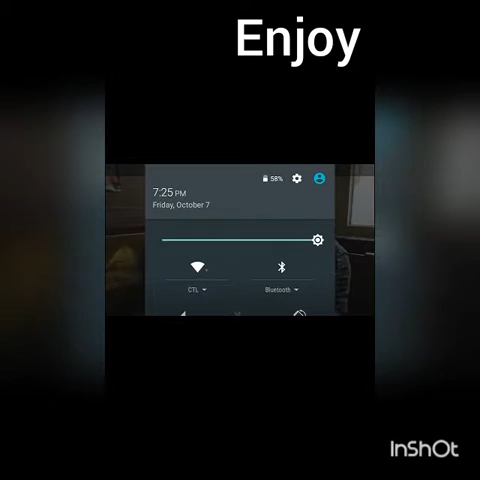 Enjoy
58%
7:25 PM
Friday, October 7
CTL
Bluetooth
InShOt